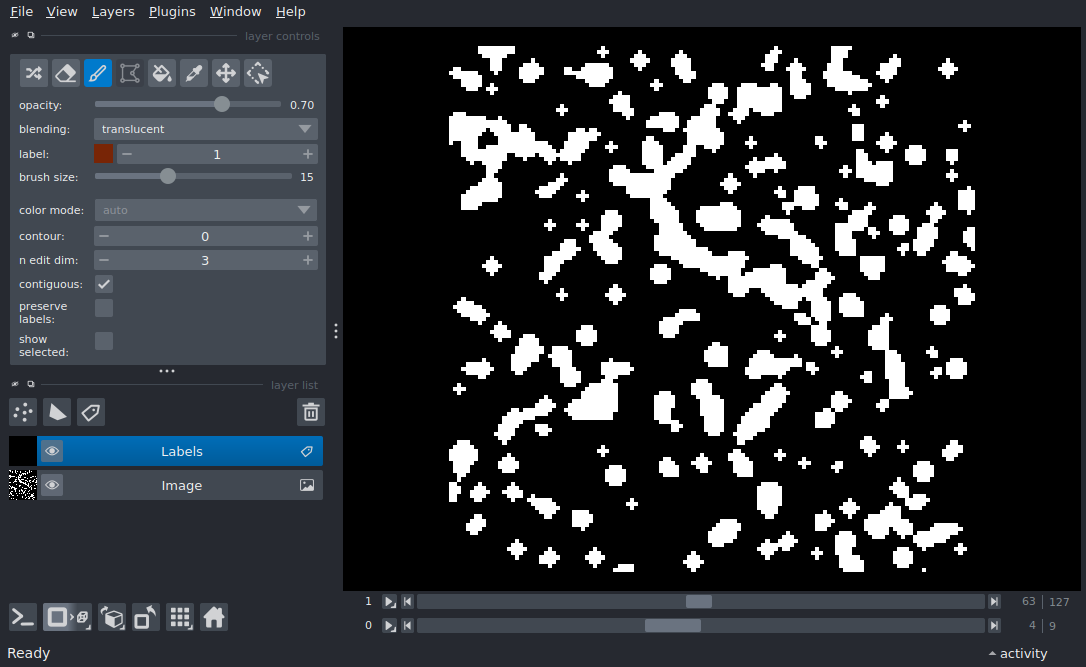 File View Layers Plugins Window Help
layer controls
opacity: 0.70
blending: translucent
label: 1
brush size: 15
color mode: auto
contour: 0
n edit dim: 3
contiguous:
preserve
labels:
show
selected:
layer list
Labels
Image
1 63 127
0 4 9
Ready activity